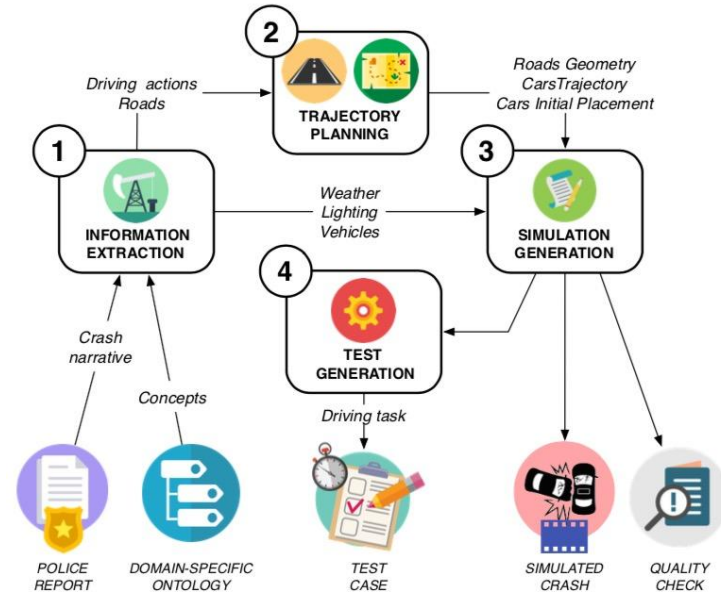 2
TRAJECTORY
PLANNING
Driving actions
Roads
Roads Geometry
CarsTrajectory
Cars Initial Placement
1
INFORMATION
EXTRACTION
Weather
Lighting
Vehicles
3
SIMULATION
GENERATION
4
TEST
GENERATION
Crash
narrative
Concepts
Driving task
POLICE
REPORT
DOMAIN-SPECIFIC
ONTOLOGY
TEST
CASE
SIMULATED
CRASH
QUALITY
CHECK